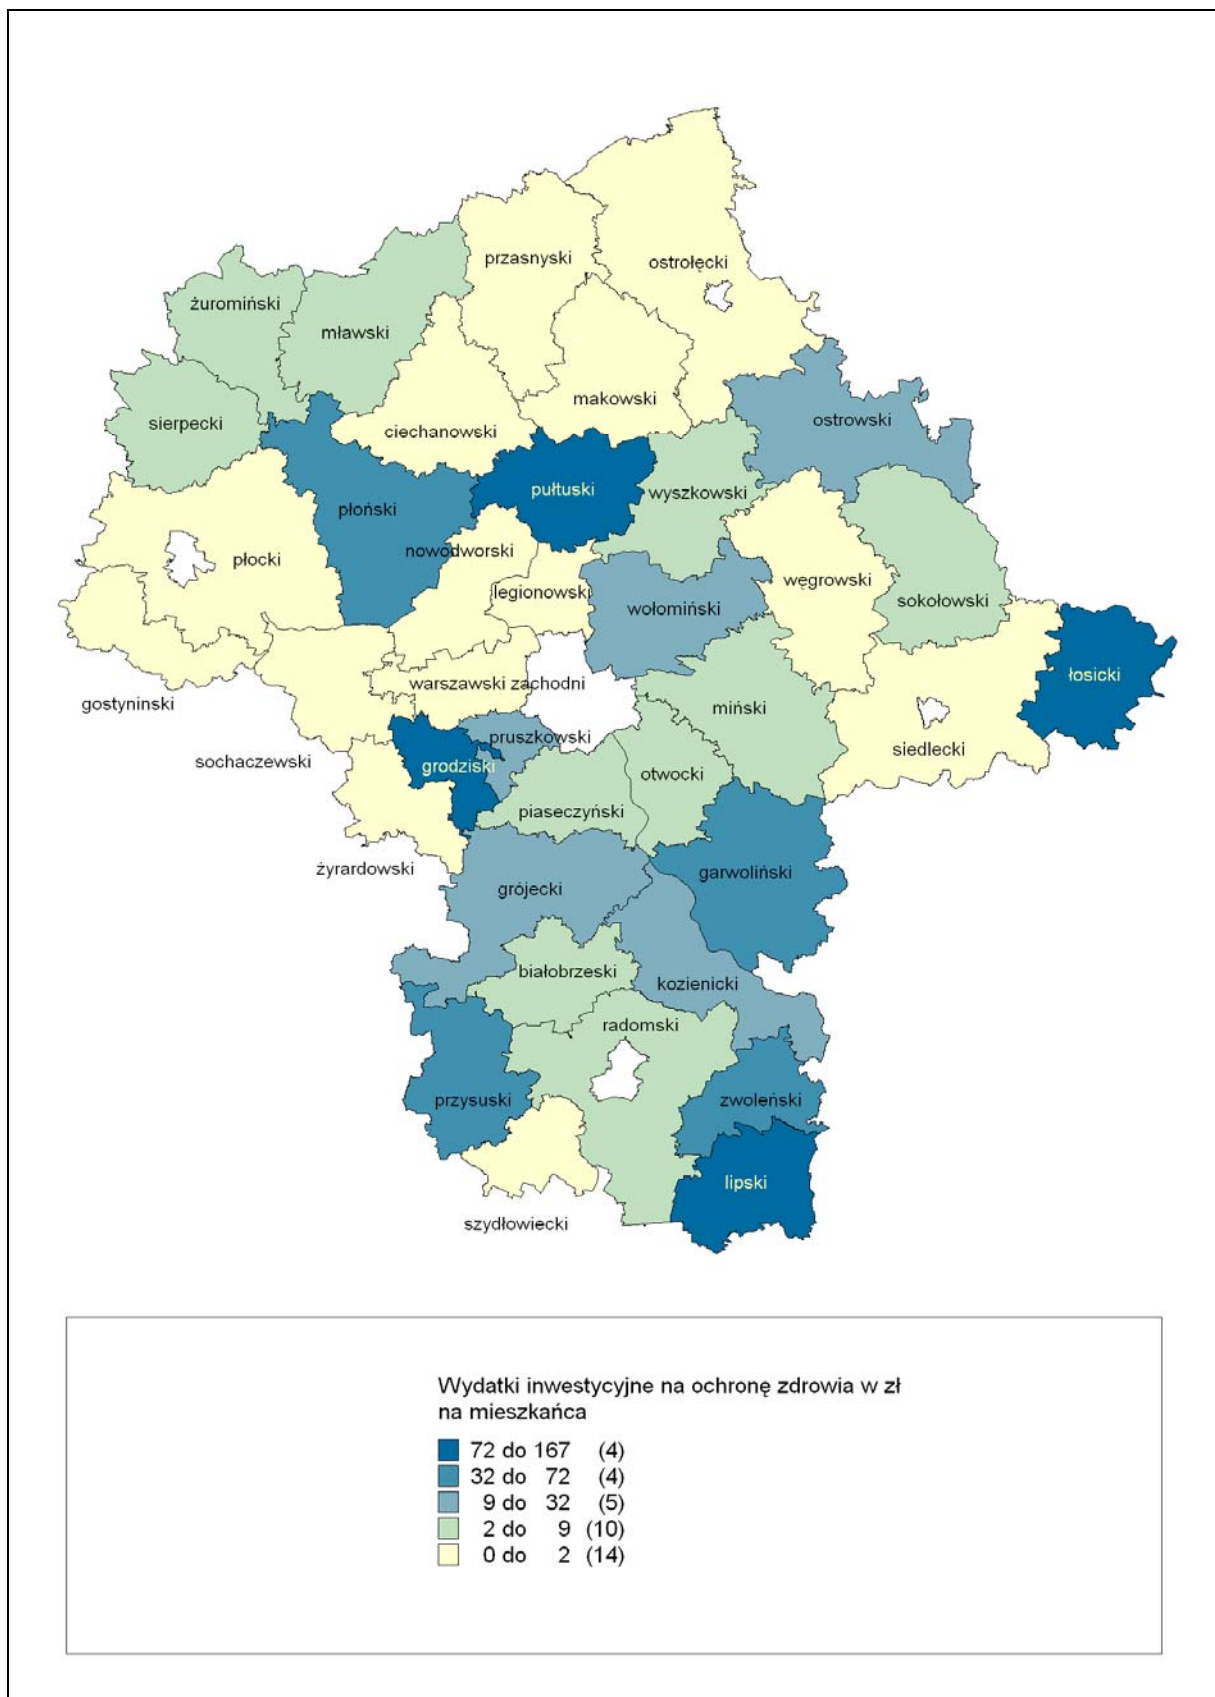 przasnyski
ostrołęcki
żuromiński
mławski
makowski
sierpecki
ciechanowski
ostrowski
pułtuski
wyszkowski
płoński
nowodworski
płocki
węgrowski
legionowski
sokołowski
wołomiński
łosicki
warszawski zachodni
gostyninski
miński
pruszkowski
siedlecki
sochaczewski
grodziski
otwocki
piaseczyński
żyrardowski
garwoliński
grójecki
białobrzeski
kozienicki
radomski
przysuski
zwoleński
lipski
szydłowiecki
Wydatki inwestycyjne na ochronę zdrowia w zł
na mieszkańca
72 do 167 (4)
32 do 72 (4)
9 do 32 (5)
2 do 9 (10)
0 do 2 (14)